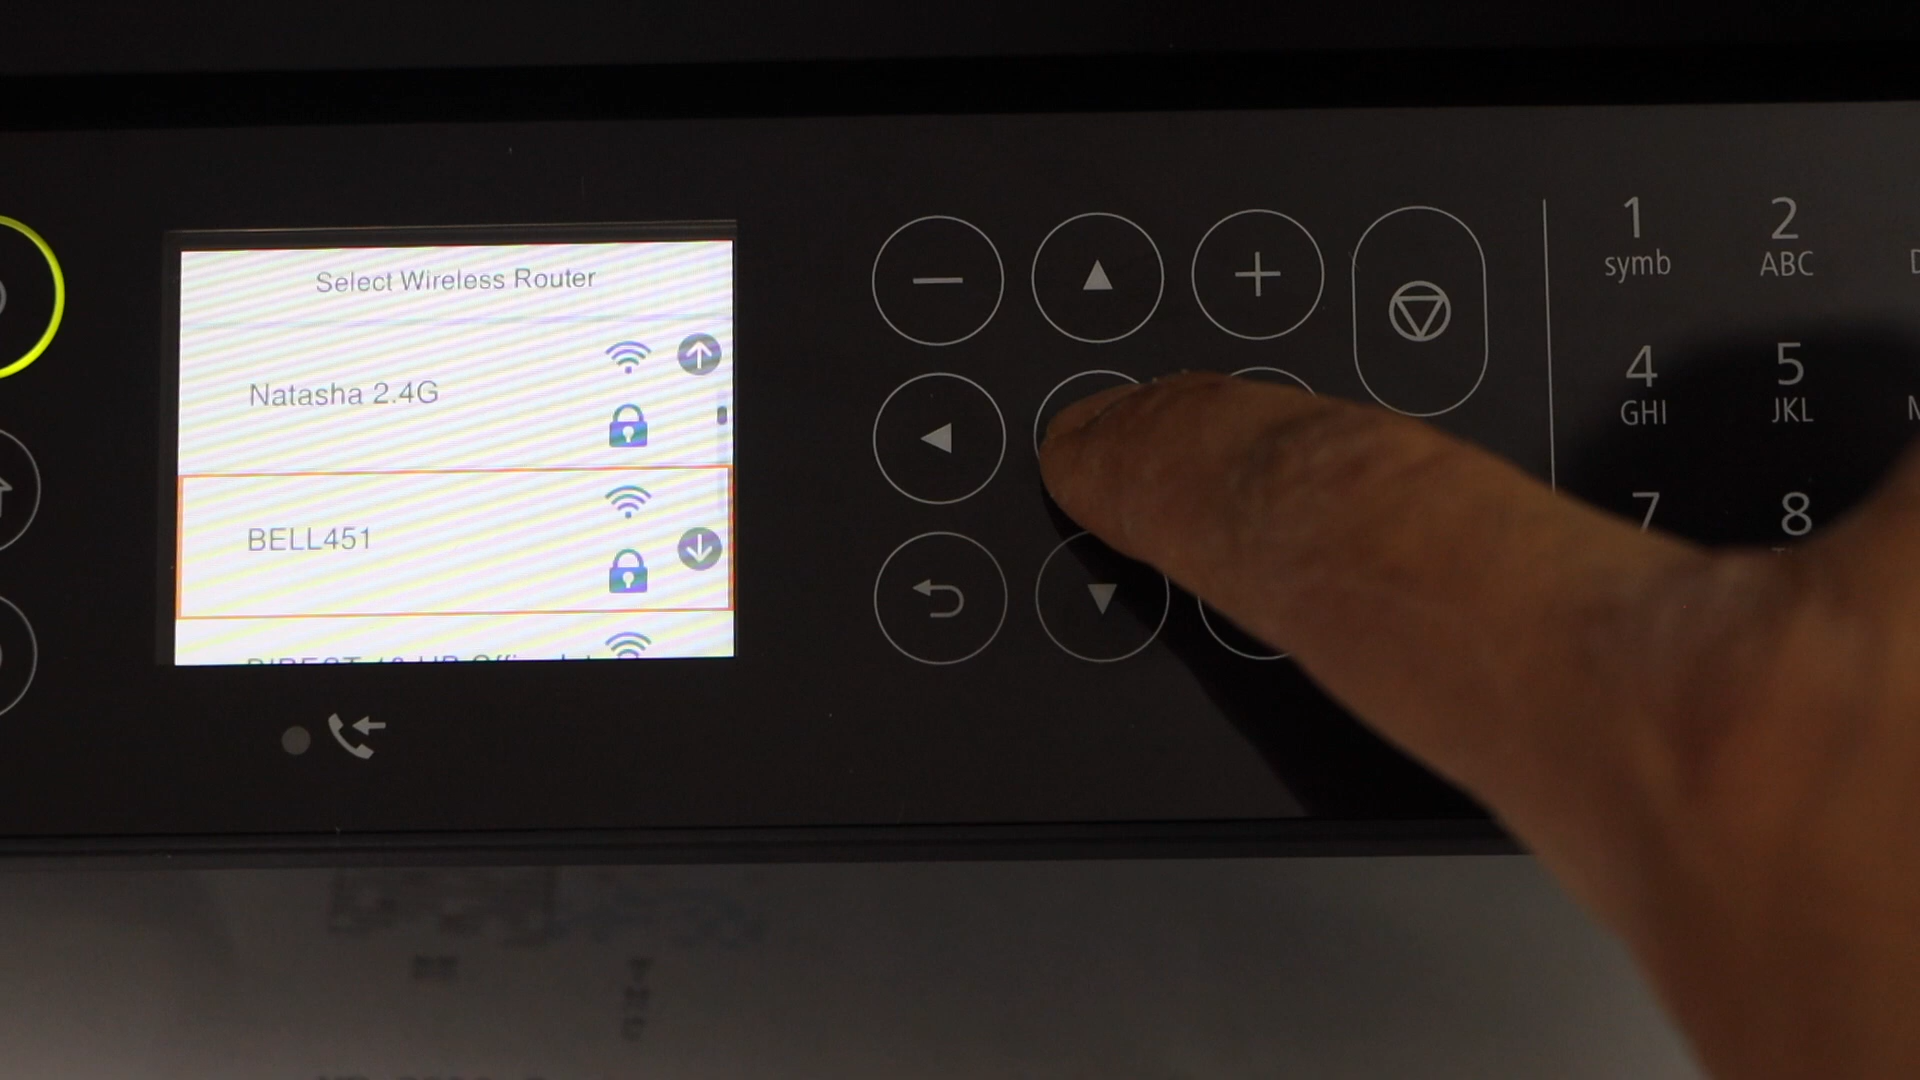 Select Wireless Router
Natasha 2.4G
BELL451
1
symb
2
ABC
4
GHI
5
JKL
7
8